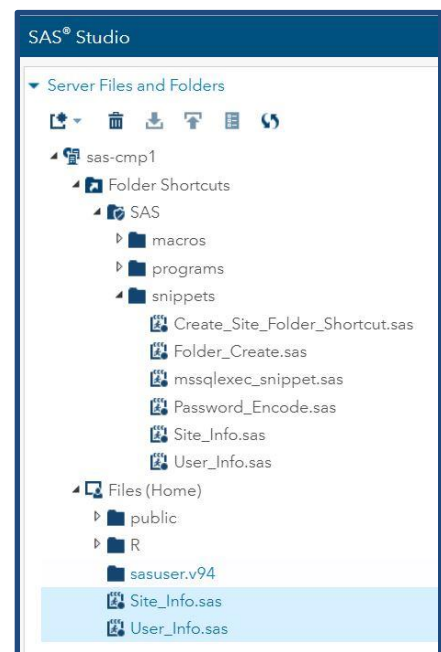 SAS® Studio
Server Files and Folders
sas-cmp1
Folder Shortcuts
SAS
macros
programs
snippets
Create_Site_Folder_Shortcut.sas
Folder_Create.sas
mssqlexec_snippet.sas
Password_Encode.sas
Site_Info.sas
User_Info.sas
Files (Home)
public
R
sasuser.v94
Site_Info.sas
User_Info.sas